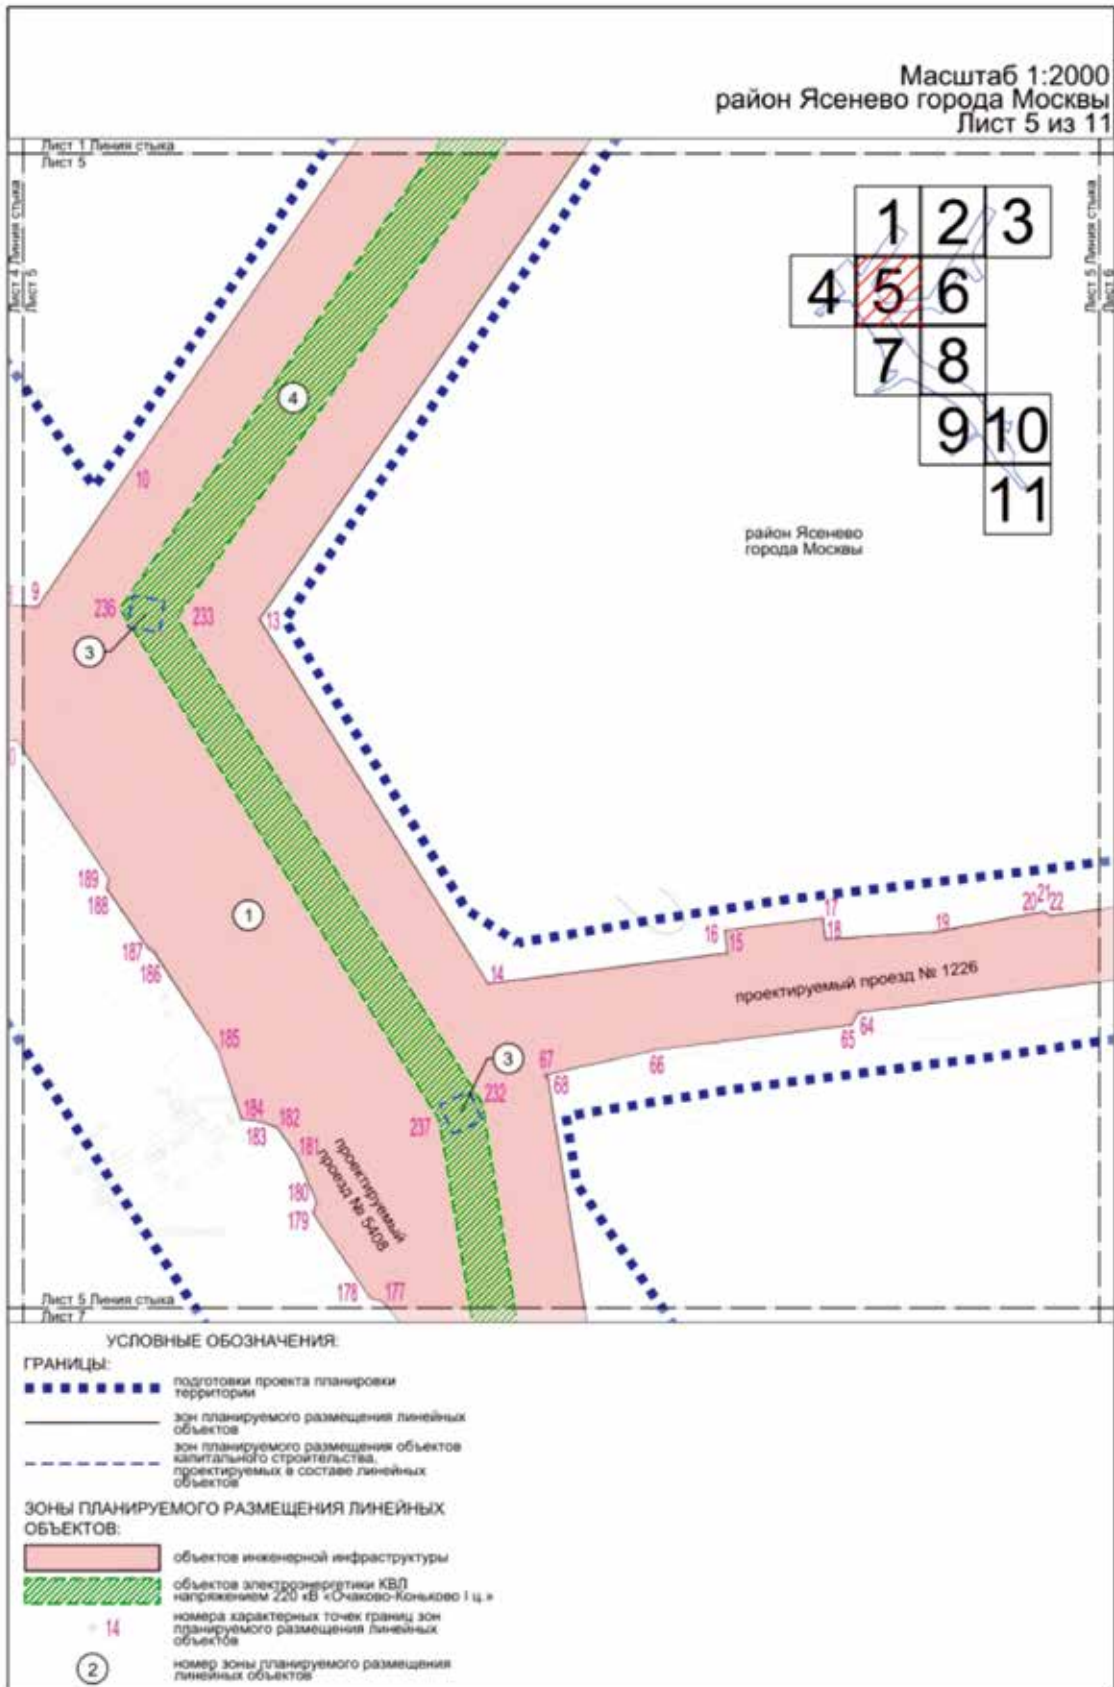 Масштаб 1:2000
район Ясенево города Москвы
Лист 5 из 11
Лист 1 Линия стыка
Лист 5
Лист 4 Линия стыка
Лист 5
Лист 5 Линия стыка
Лист 6
1 2 3
4 5 6
7 8
9 10
11
4
10
район Ясенево
города Москвы
9
236
233
13
3
189
188
1
187
186
14
16
15
17
18
19
20
21
22
проектируемый проезд № 1226
185
64
65
66
67
68
3
232
237
184
183
182
181
180
179
проектируемый
проезд № 5408
178
177
Лист 5 Линия стыка
Лист 7
УСЛОВНЫЕ ОБОЗНАЧЕНИЯ:
ГРАНИЦЫ:
подготовки проекта планировки
территории
зон планируемого размещения линейных
объектов
зон планируемого размещения объектов
капитального строительства,
проектируемых в составе линейных
объектов
ЗОНЫ ПЛАНИРУЕМОГО РАЗМЕЩЕНИЯ ЛИНЕЙНЫХ
ОБЪЕКТОВ:
объектов инженерной инфраструктуры
объектов электроэнергетики КВЛ
напряжением 220 кВ «Очаково-Коньково I ц.»
14
номера характерных точек границ зон
планируемого размещения линейных
объектов
2
номер зоны планируемого размещения
линейных объектов